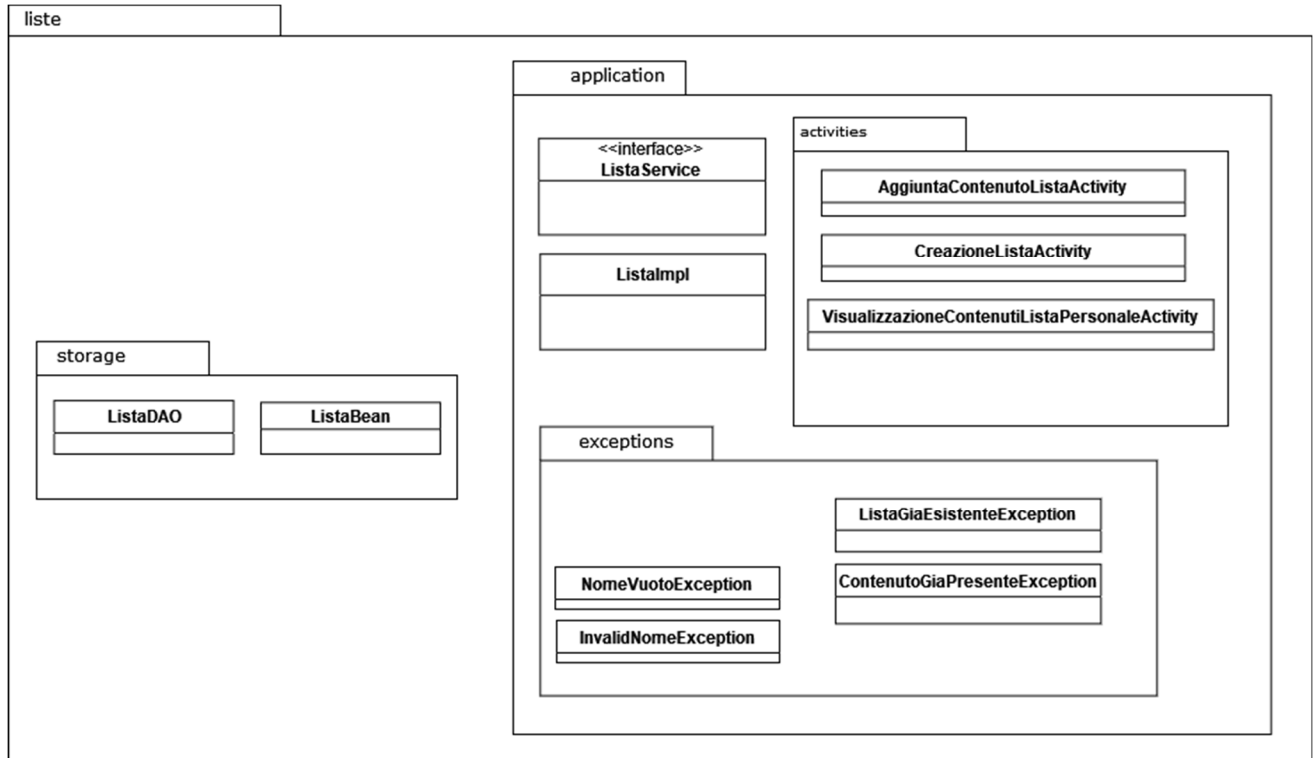 liste
application
<<interface>>
ListaService
ListaImpl
activities
AggiuntaContenutoListaActivity
CreazioneListaActivity
VisualizzazioneContenutiListaPersonaleActivity
storage
ListaDAO
ListaBean
exceptions
NomeVuotoException
InvalidNomeException
ListaGiaEsistenteException
ContenutoGiaPresenteException